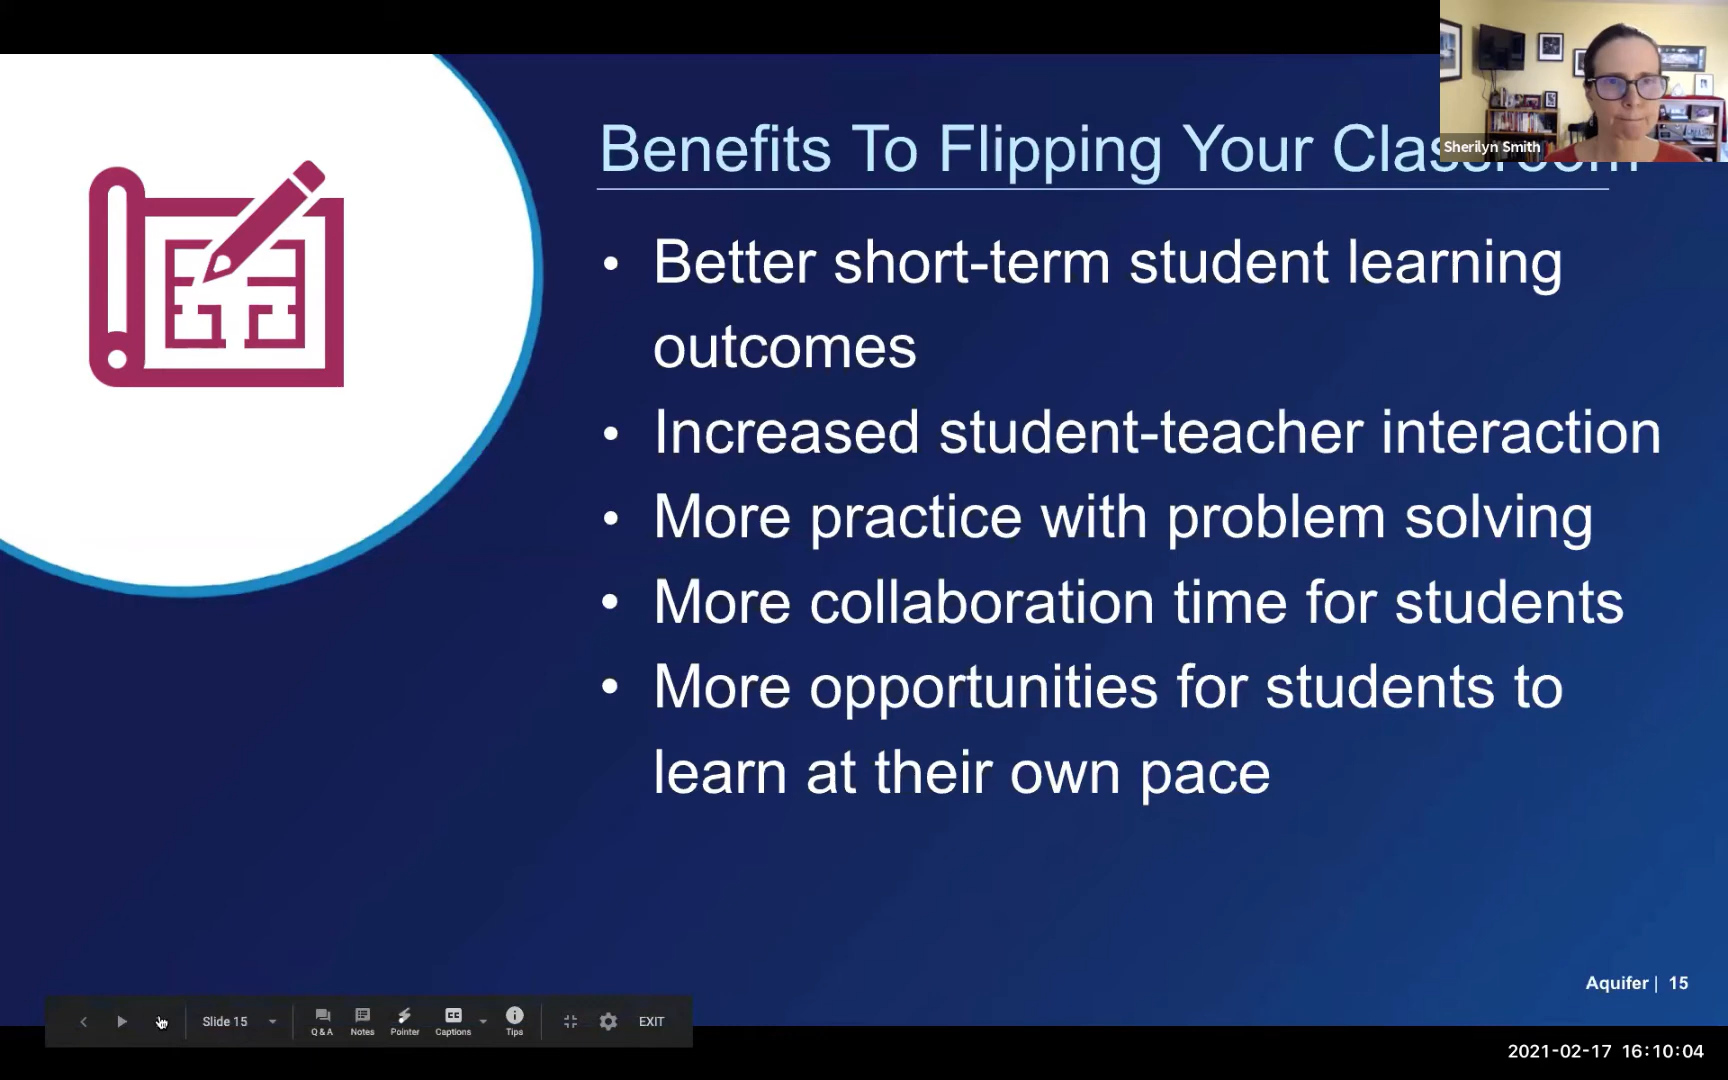 Benefits To Flipping Your Classroom
Sherilyn Smith
• Better short-term student learning
outcomes
• Increased student-teacher interaction
• More practice with problem solving
• More collaboration time for students
• More opportunities for students to
learn at their own pace
Aquifer | 15
Slide 15
Q & A
Notes
Pointer
Captions
Tips
EXIT
2021-02-17 16:10:04